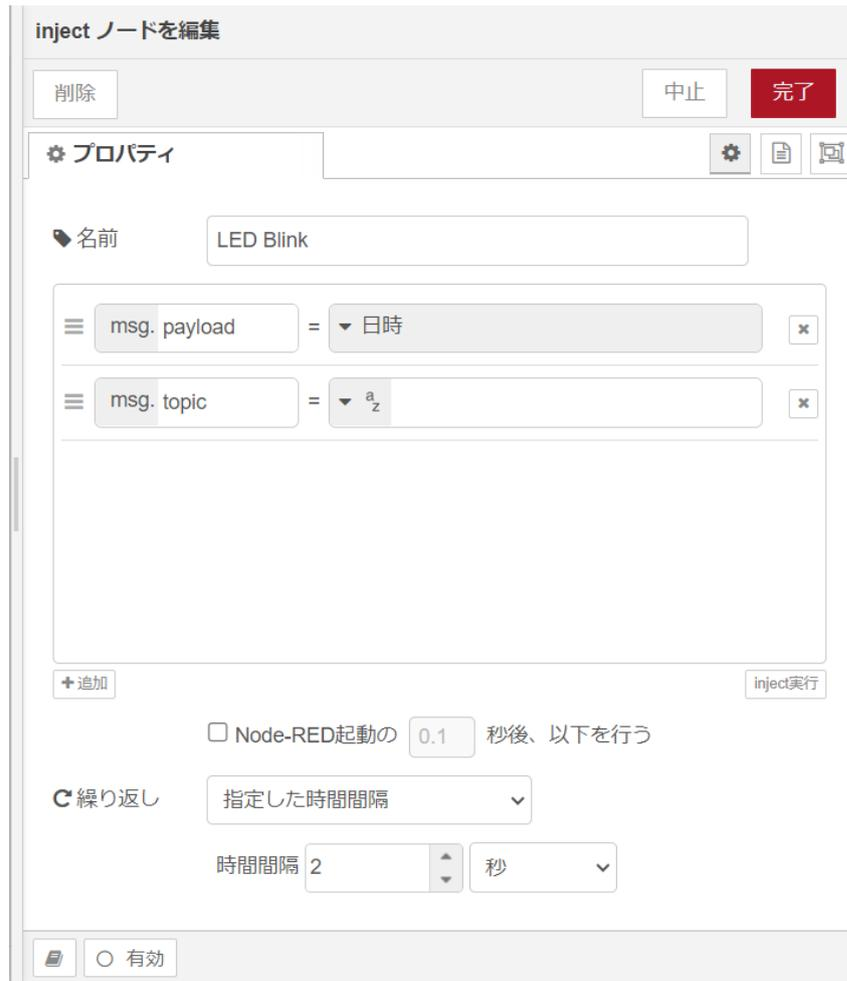 inject ノードを編集
削除 中止 完了
プロパティ
名前 LED Blink
msg. payload = 日時
msg. topic = az
追加 inject実行
Node-RED起動の 0.1 秒後、以下を行う
繰り返し 指定した時間間隔
時間間隔 2 秒
有効